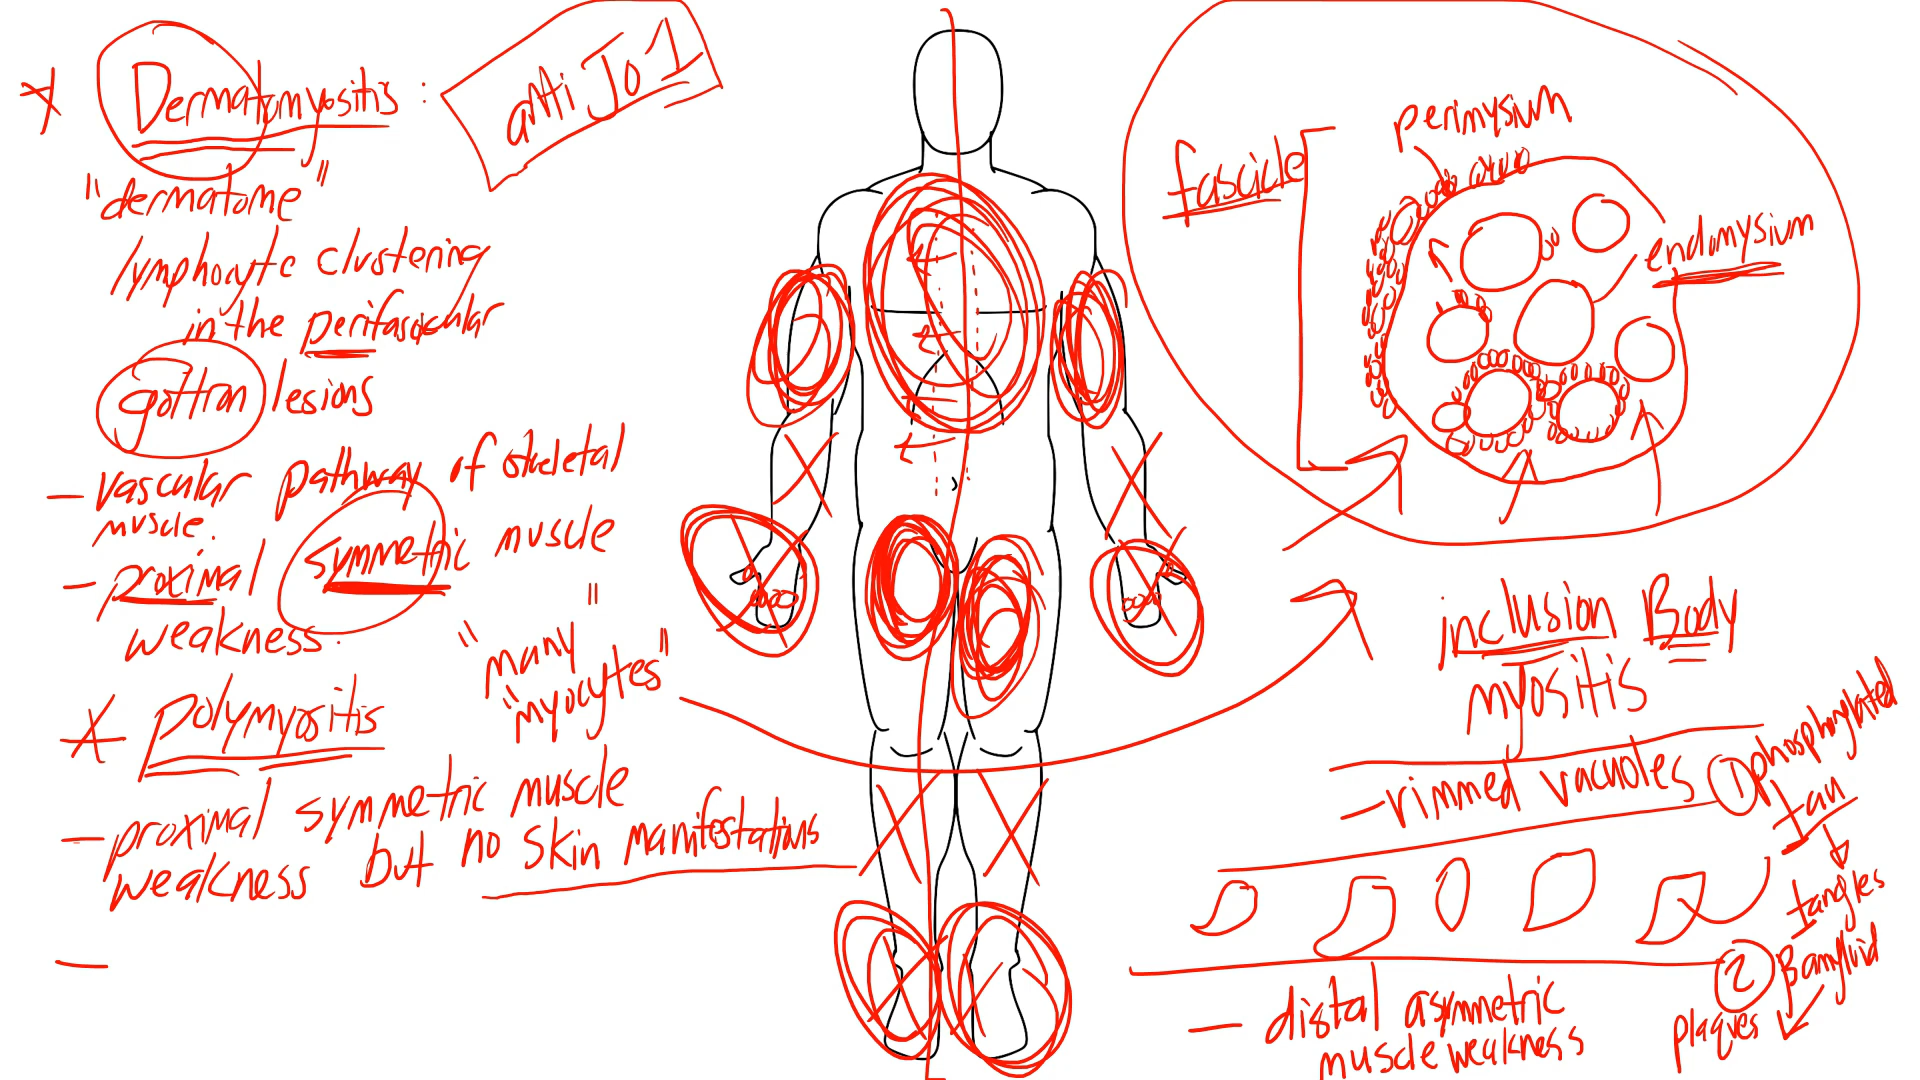 Dermatomyositis :
anti Jo 1
"dermatome"
lymphocytc clustering
in the perifascicular
gottron lesions
- vascular pathway of skeletal
muscle.
- proximal symmetric muscle
weakness.
"many
"myocytes"
polymyositis
- proximal symmetric muscle
weakness but no skin manifestations
-
perimysium
fascicle
endomysium
inclusion Body
myositis
- rimmed vacuoles
1 phosphorylated
tau
tangles
2 B amyloid
plaques
- distal asymmetric
muscle weakness